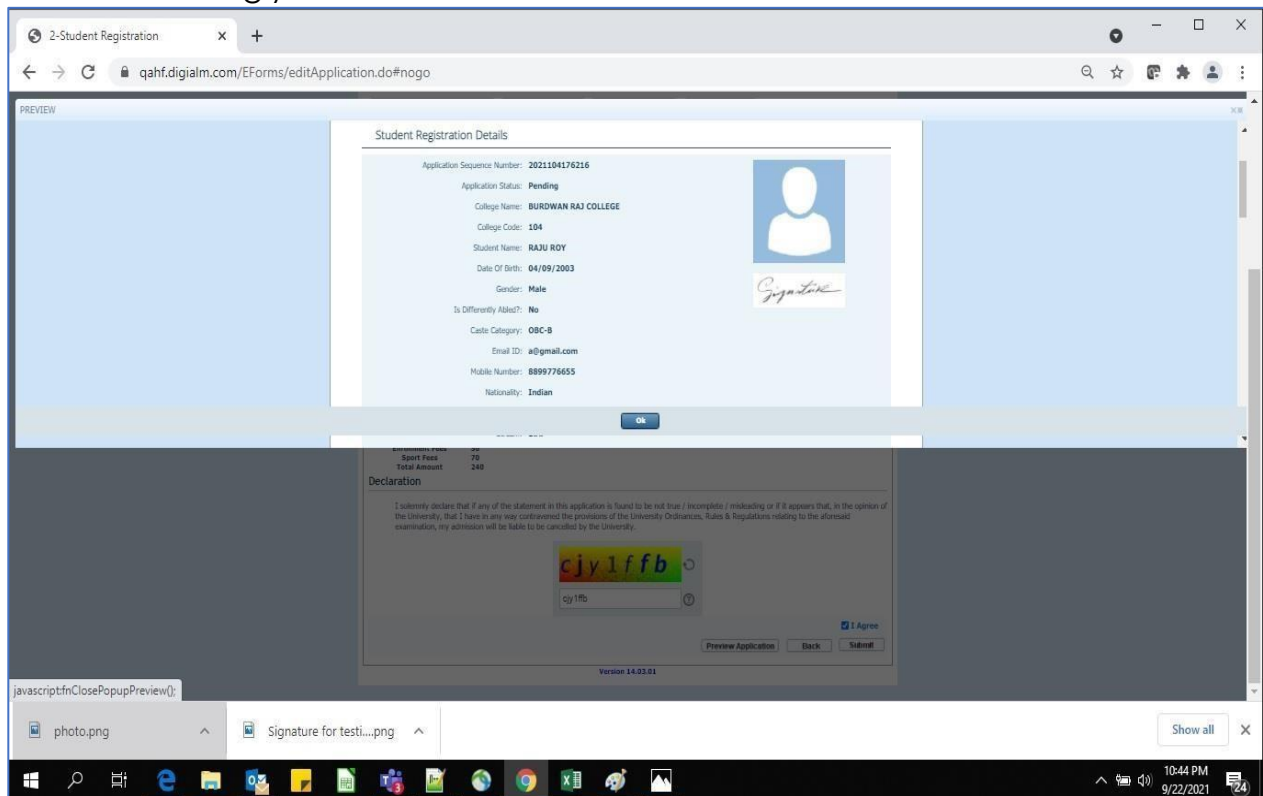 2-Student Registration
qahf.digialm.com/EForms/editApplication.do#nogo
PREVIEW
Student Registration Details
Application Sequence Number: 2021104176216
Application Status: Pending
College Name: BURDWAN RAJ COLLEGE
College Code: 104
Student Name: RAJU ROY
Date Of Birth: 04/09/2003
Gender: Male
Is Differently Abled?: No
Caste Category: OBC-B
Email ID: a@gmail.com
Mobile Number: 8899776655
Nationality: Indian
Ok
Sport Fees 70
Total Amount 240
Declaration
I solemnly declare that if any of the statement in this application is found to be not true / incomplete / misleading or if it appears that, in the opinion of
the University, that I have in any way contravened the provisions of the University Ordinances, Rules & Regulations relating to the aforesaid
examination, my admission will be liable to be cancelled by the University.
cjy1ffb
cjy1ffb
I Agree
Preview Application Back Submit
Version 14.03.01
javascript:fnClosePopupPreview();
photo.png
Signature for testi....png
Show all
10:44 PM
9/22/2021
24